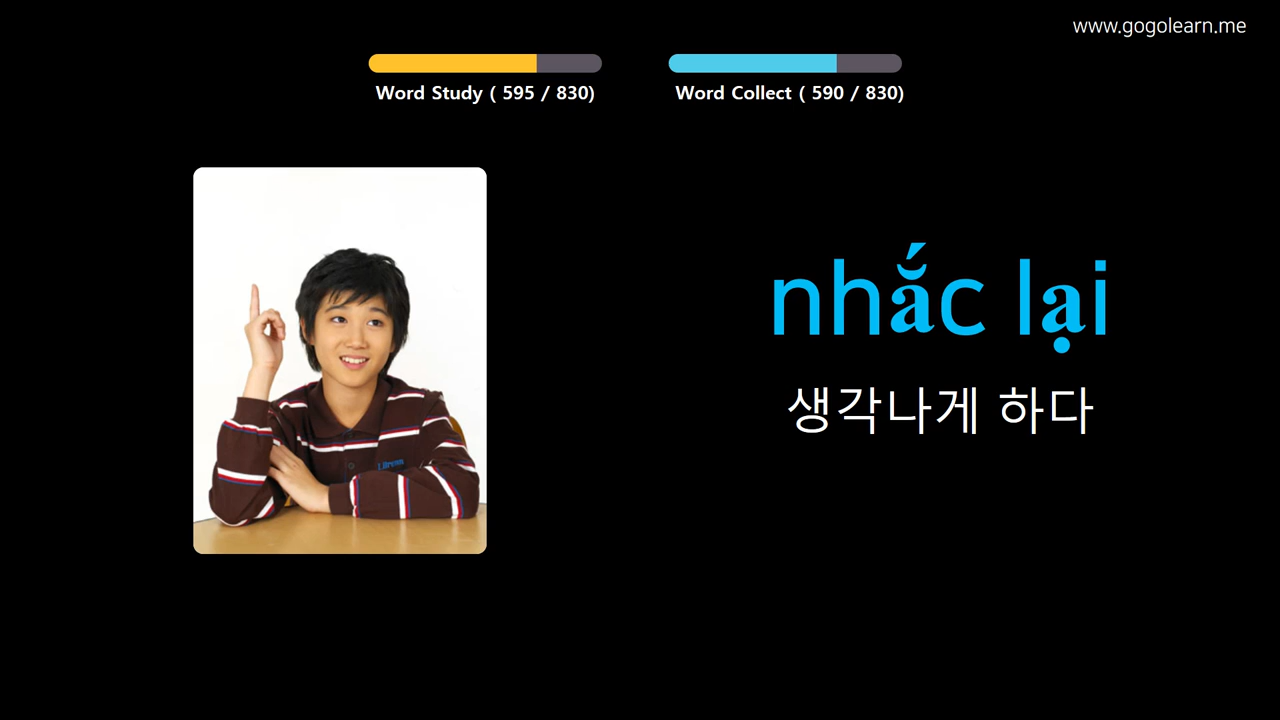 www.gogolearn.me
Word Study ( 595 / 830)
Word Collect ( 590 / 830)
nhắc lại
생각나게 하다